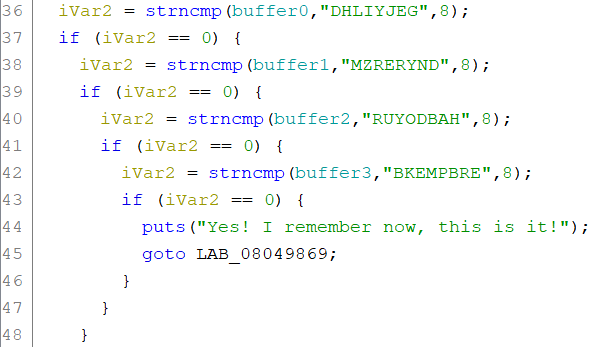 36 iVar2 = strncmp(buffer0,"DHLIYJEG",8);
37 if (iVar2 == 0) {
38 iVar2 = strncmp(buffer1,"MZRERYND",8);
39 if (iVar2 == 0) {
40 iVar2 = strncmp(buffer2,"RUYODBAH",8);
41 if (iVar2 == 0) {
42 iVar2 = strncmp(buffer3,"BKEMPBRE",8);
43 if (iVar2 == 0) {
44 puts("Yes! I remember now, this is it!");
45 goto LAB_08049869;
46 }
47 }
48 }